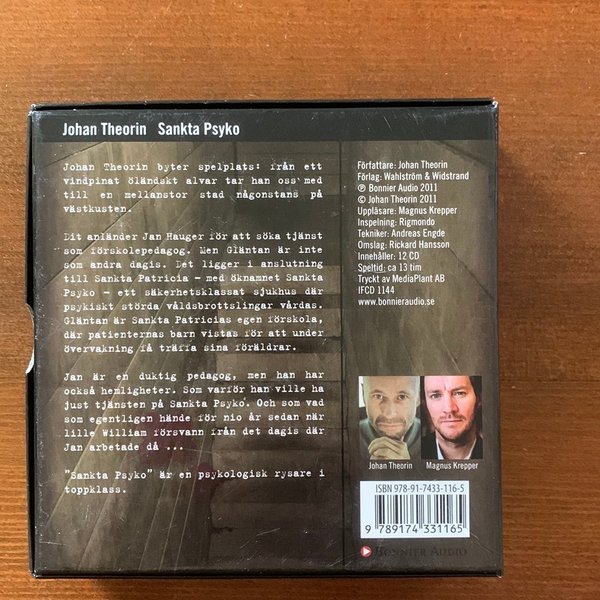 Johan Theorin Sankta Psyko
Johan Theorin byter spelplats: från ett
vindpinat öländskt alvar tar han oss med
till en mellanstor stad någonstans på
västkusten.
Dit anländer Jan Hauger för att söka tjänst
som förskolepedagog. Men Gläntan är inte
som andra dagis. Det ligger i anslutning
till Sankta Patricia – med öknamnet Sankta
Psyko – ett säkerhetsklassat sjukhus där
psykiskt störda våldsbrottslingar vårdas.
Gläntan är Sankta Patricias egen förskola,
där patienternas barn vistas för att under
övervakning få träffa sina föräldrar.
Jan är en duktig pedagog, men han har
också hemligheter. Som varför han ville ha
just tjänsten på Sankta Psyko. Och som vad
som egentligen hände för nio år sedan när
lille William försvann från det dagis där
Jan arbetade då ...
"Sankta Psyko" är en psykologisk rysare i
toppklass.
Författare: Johan Theorin
Förlag: Wahlström & Widstrand
℗ Bonnier Audio 2011
© Johan Theorin 2011
Uppläsare: Magnus Krepper
Inspelning: Rigmondo
Tekniker: Andreas Engde
Omslag: Rickard Hansson
Innehåller: 12 CD
Speltid: ca 13 tim
Tryckt av MediaPlant AB
IFCD 1144
www.bonnieraudio.se
Johan Theorin Magnus Krepper
ISBN 978-91-7433-116-5
9 789174 331165
BONNIER AUDIO